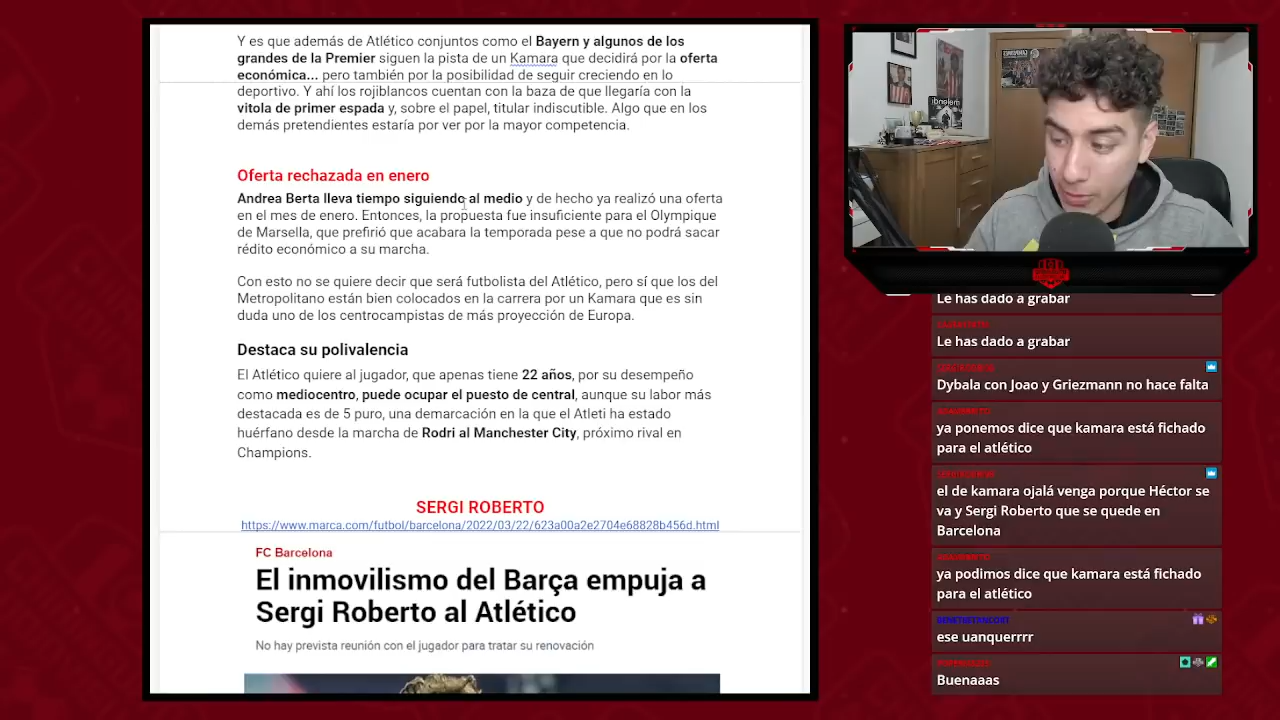 Y es que además de Atlético conjuntos como el Bayern y algunos de los
grandes de la Premier siguen la pista de un Kamara que decidirá por la oferta
económica... pero también por la posibilidad de seguir creciendo en lo
deportivo. Y ahí los rojiblancos cuentan con la baza de que llegaría con la
vitola de primer espada y, sobre el papel, titular indiscutible. Algo que en los
demás pretendientes estaría por ver por la mayor competencia.
Oferta rechazada en enero
Andrea Berta lleva tiempo siguiendo al medio y de hecho ya realizó una oferta
en el mes de enero. Entonces, la propuesta fue insuficiente para el Olympique
de Marsella, que prefirió que acabara la temporada pese a que no podrá sacar
rédito económico a su marcha.
Con esto no se quiere decir que será futbolista del Atlético, pero sí que los del
Metropolitano están bien colocados en la carrera por un Kamara que es sin
duda uno de los centrocampistas de más proyección de Europa.
Destaca su polivalencia
El Atlético quiere al jugador, que apenas tiene 22 años, por su desempeño
como mediocentro, puede ocupar el puesto de central, aunque su labor más
destacada es de 5 puro, una demarcación en la que el Atleti ha estado
huérfano desde la marcha de Rodri al Manchester City, próximo rival en
Champions.
SERGI ROBERTO
https://www.marca.com/futbol/barcelona/2022/03/22/623a00a2e2704e68828b456d.html
FC Barcelona
El inmovilismo del Barça empuja a
Sergi Roberto al Atlético
No hay prevista reunión con el jugador para tratar su renovación
Le has dado a grabar
Le has dado a grabar
Dybala con Joao y Griezmann no hace falta
ya ponemos dice que kamara está fichado
para el atlético
el de kamara ojalá venga porque Héctor se
va y Sergi Roberto que se quede en
Barcelona
ya podimos dice que kamara está fichado
para el atlético
ese uanquerrrr
Buenaaas